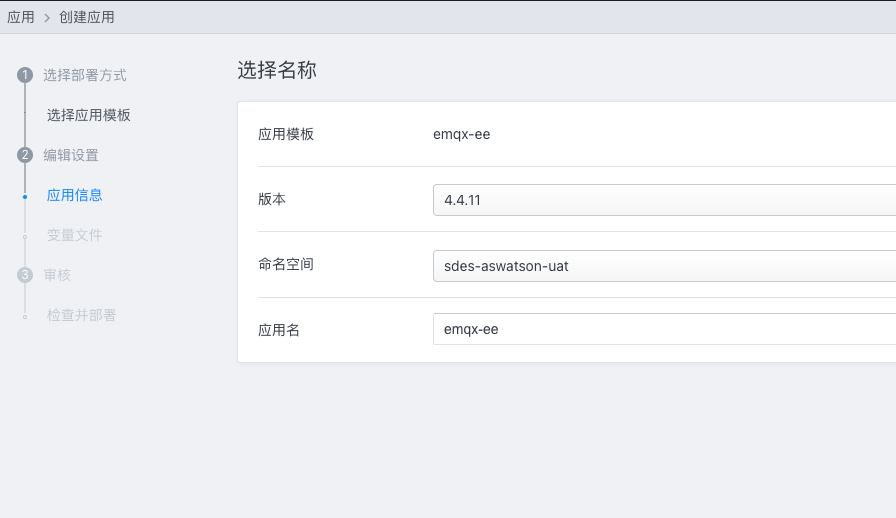 应用 > 创建应用
1 选择部署方式
选择应用模板
2 编辑设置
应用信息
变量文件
3 审核
检查并部署
选择名称
应用模板 emqx-ee
版本 4.4.11
命名空间 sdes-aswatson-uat
应用名 emqx-ee